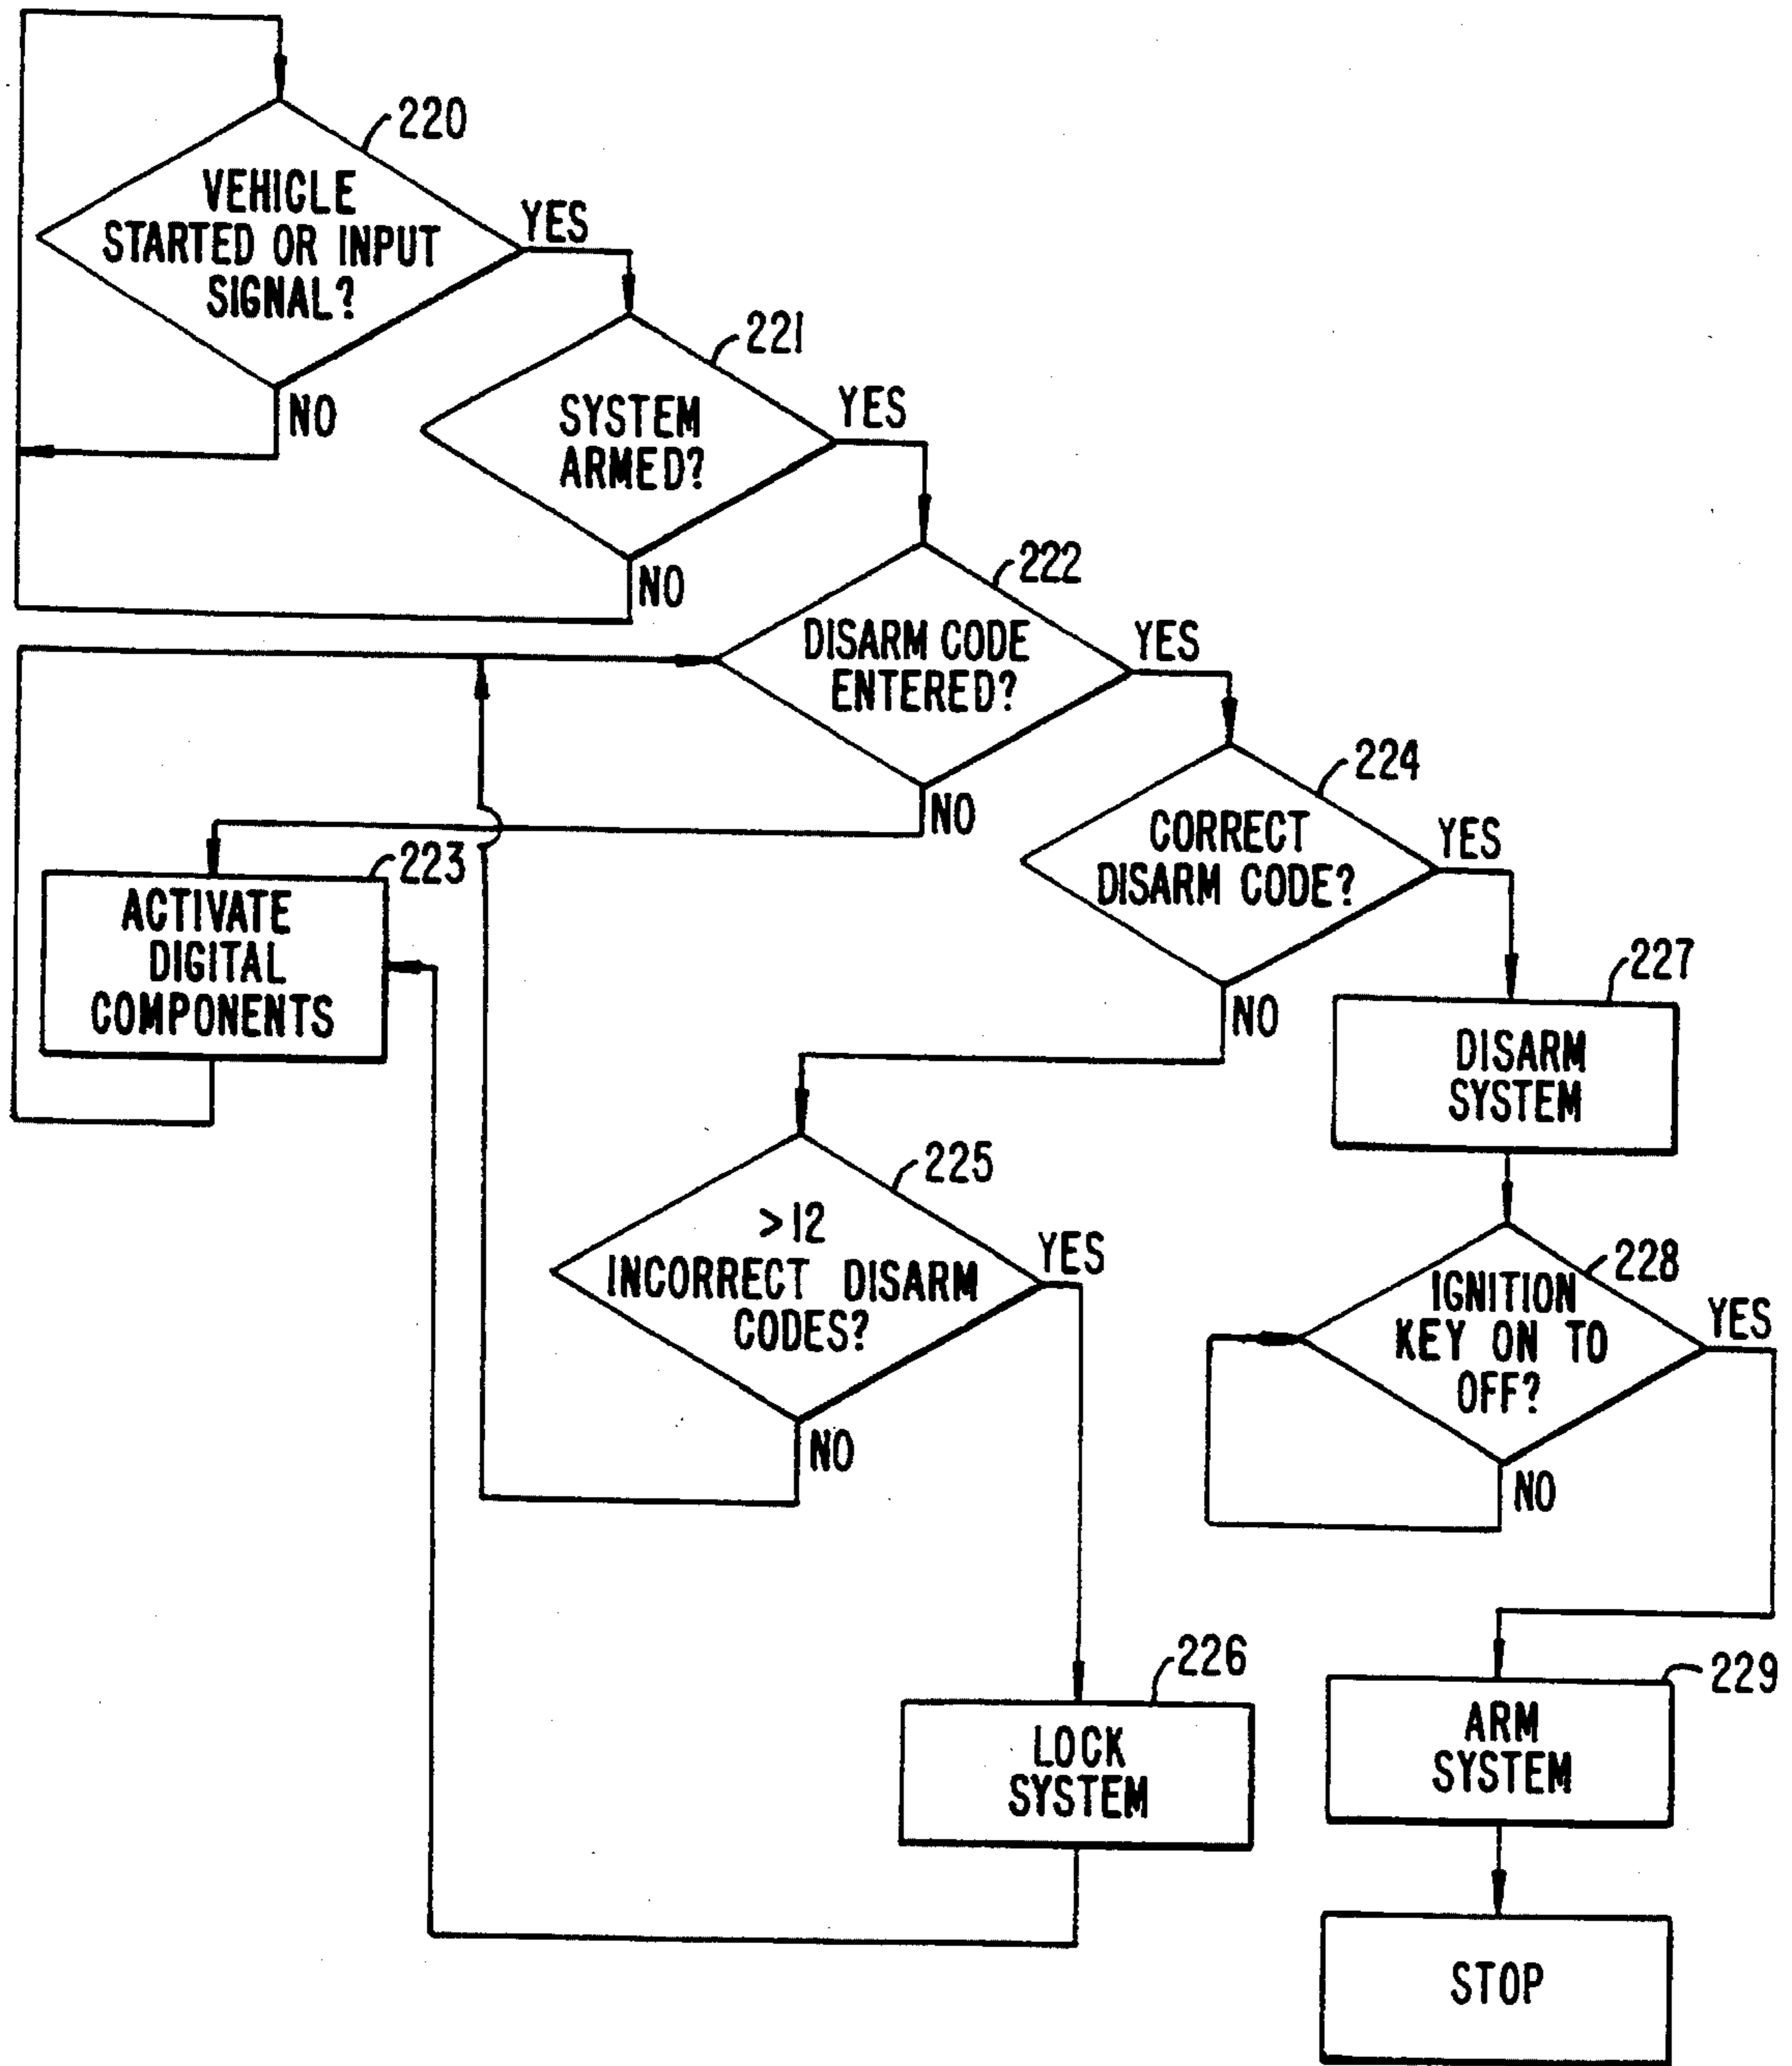 220
VEHICLE
STARTED OR INPUT
SIGNAL?
YES
NO
221
SYSTEM
ARMED?
YES
NO
222
DISARM CODE
ENTERED?
YES
NO
223
ACTIVATE
DIGITAL
COMPONENTS
224
CORRECT
DISARM CODE?
YES
NO
225
>12
INCORRECT DISARM
CODES?
YES
NO
226
LOCK
SYSTEM
227
DISARM
SYSTEM
228
IGNITION
KEY ON TO
OFF?
YES
NO
229
ARM
SYSTEM
STOP